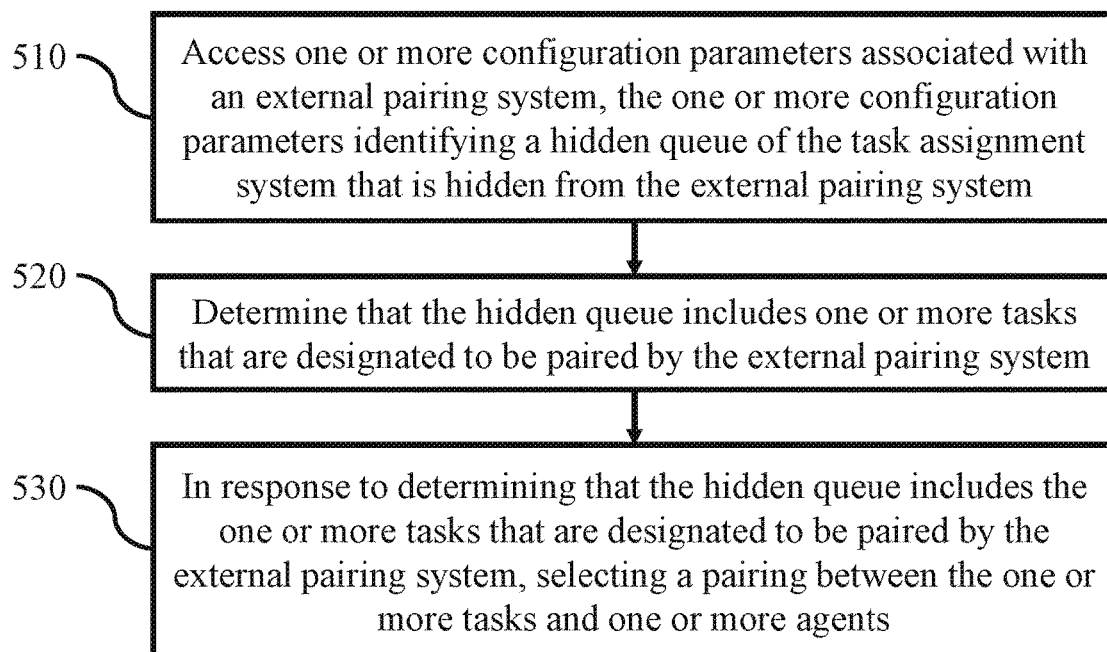 510
Access one or more configuration parameters associated with
an external pairing system, the one or more configuration
parameters identifying a hidden queue of the task assignment
system that is hidden from the external pairing system
520
Determine that the hidden queue includes one or more tasks
that are designated to be paired by the external pairing system
530
In response to determining that the hidden queue includes the
one or more tasks that are designated to be paired by the
external pairing system, selecting a pairing between the one or
more tasks and one or more agents